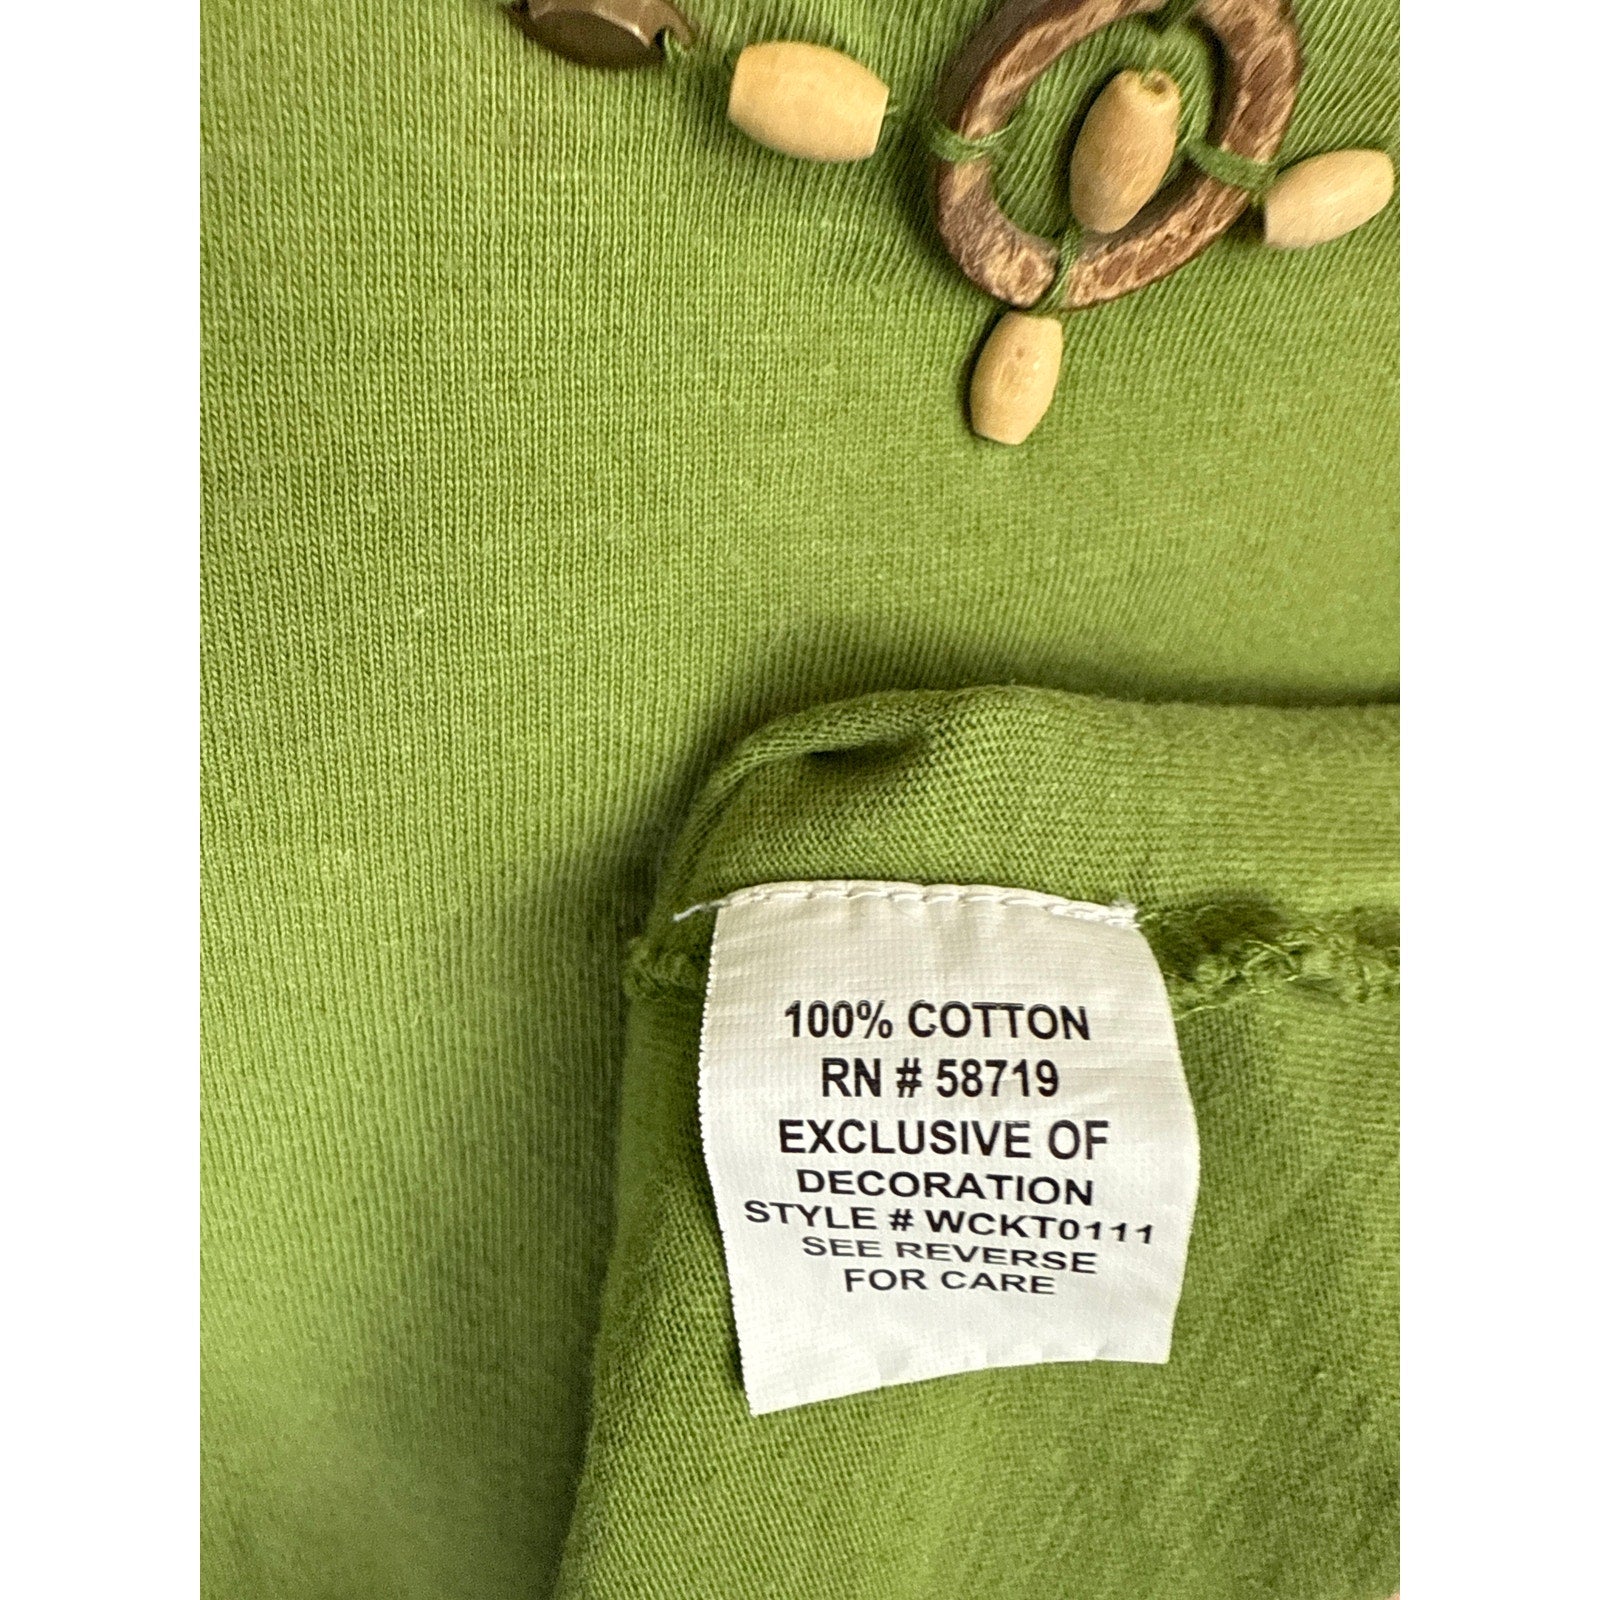 100% COTTON
RN # 58719
EXCLUSIVE OF
DECORATION
STYLE # WCKT0111
SEE REVERSE
FOR CARE